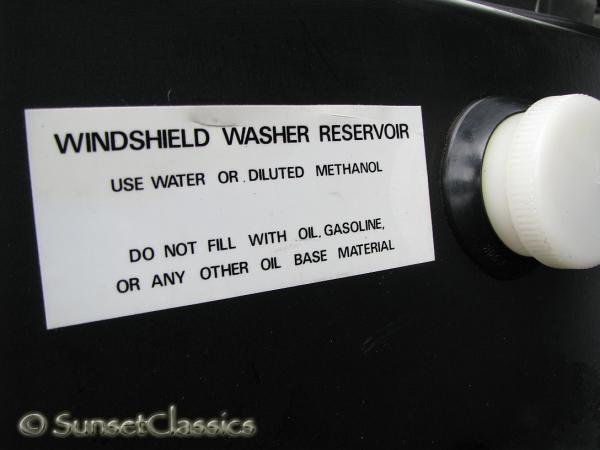 WINDSHIELD WASHER RESERVOIR
USE WATER OR DILUTED METHANOL
DO NOT FILL WITH OIL, GASOLINE,
OR ANY OTHER OIL BASE MATERIAL
© SunsetClassics